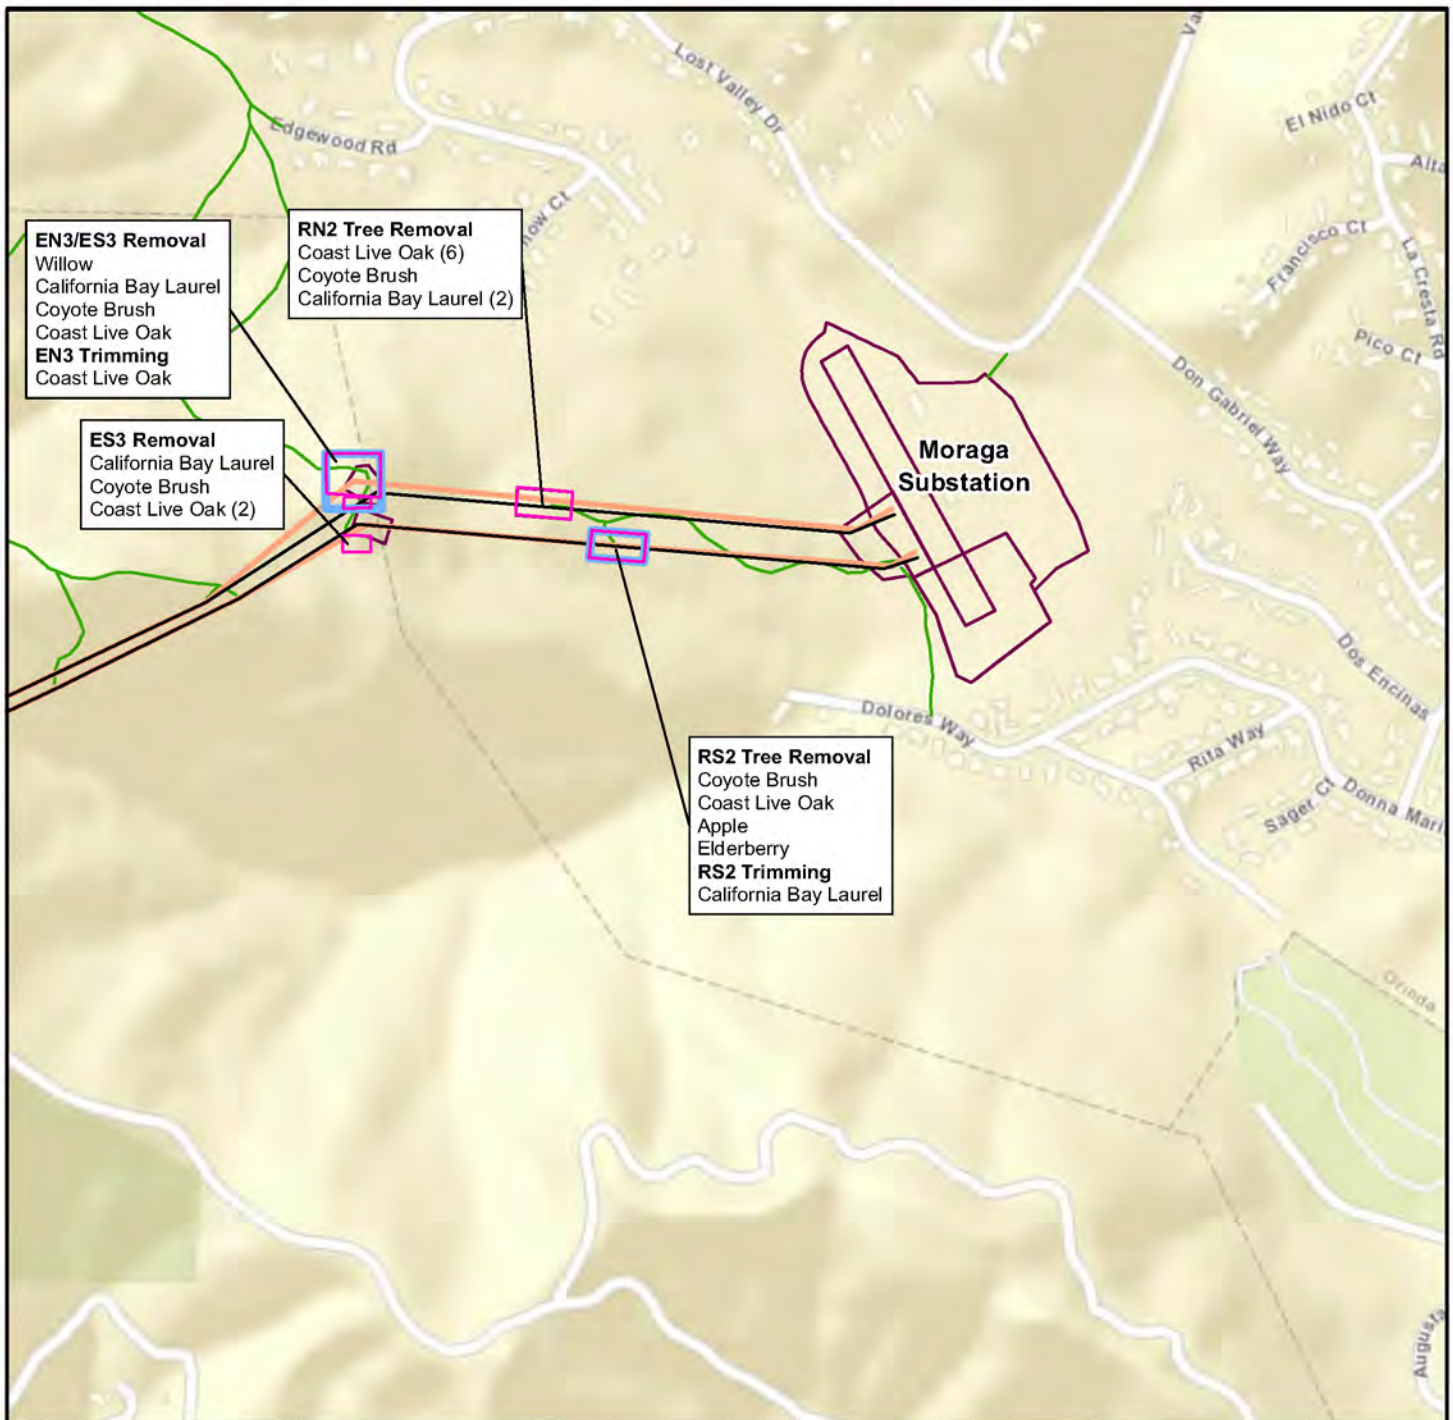 Lost Valley Dr
El Nido Ct
Edgewood Rd
Francisco Ct
La Cresta Rd
EN3/ES3 Removal
Willow
California Bay Laurel
Coyote Brush
Coast Live Oak
EN3 Trimming
Coast Live Oak
RN2 Tree Removal
Coast Live Oak (6)
Coyote Brush
California Bay Laurel (2)
Pico Ct
Don Gabriel Way
ES3 Removal
California Bay Laurel
Coyote Brush
Coast Live Oak (2)
Moraga
Substation
Dos Encinas
Dolores Way
Rita Way
Sager Ct
Donna Mari
RS2 Tree Removal
Coyote Brush
Coast Live Oak
Apple
Elderberry
RS2 Trimming
California Bay Laurel
Orinda
Augusta